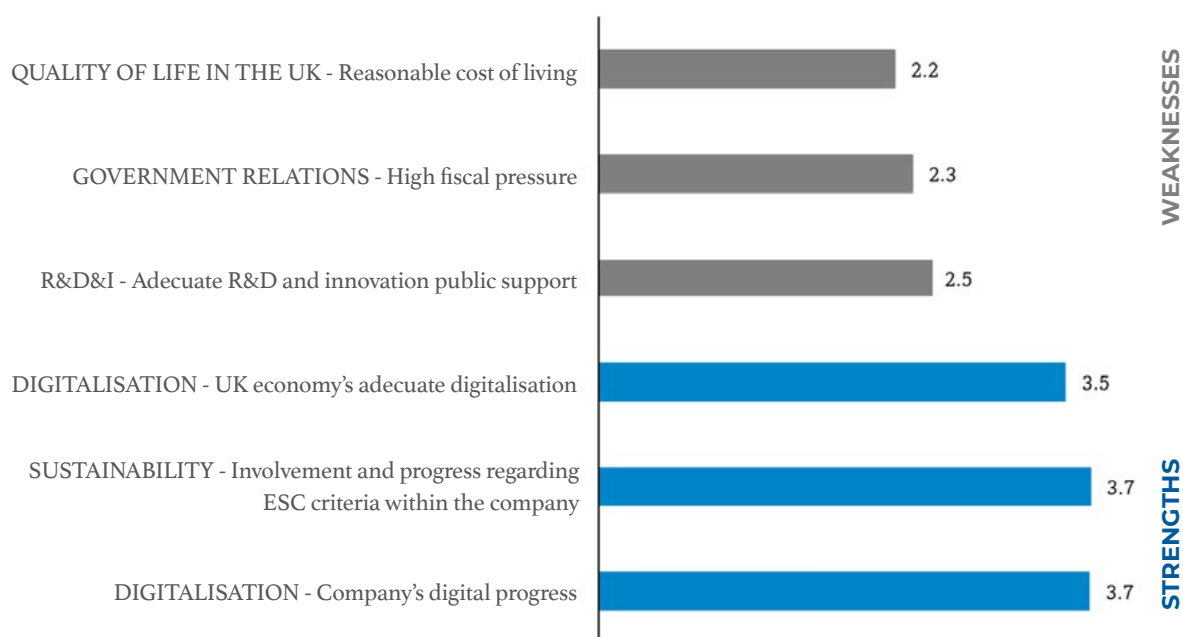 QUALITY OF LIFE IN THE UK - Reasonable cost of living
2.2
GOVERNMENT RELATIONS - High fiscal pressure
2.3
R&D&I - Adequate R&D and innovation public support
2.5
WEAKNESSES
DIGITALISATION - UK economy's adequate digitalisation
3.5
SUSTAINABILITY - Involvement and progress regarding
ESC criteria within the company
3.7
DIGITALISATION - Company's digital progress
3.7
STRENGTHS